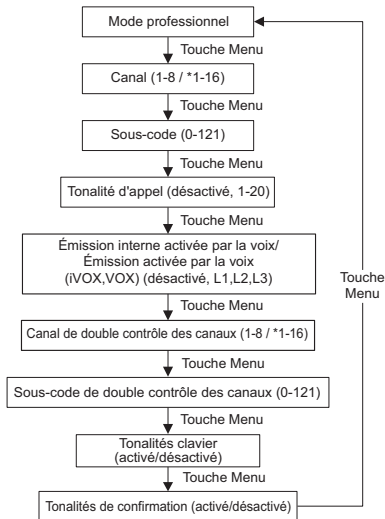 Mode professionnel
Touche Menu
Canal (1-8 / *1-16)
Touche Menu
Sous-code (0-121)
Touche Menu
Tonalité d'appel (désactivé, 1-20)
Touche Menu
Émission interne activée par la voix/
Émission activée par la voix
(iVOX,VOX) (désactivé, L1,L2,L3)
Touche Menu
Canal de double contrôle des canaux (1-8 / *1-16)
Touche Menu
Sous-code de double contrôle des canaux (0-121)
Touche Menu
Tonalités clavier
(activé/désactivé)
Touche Menu
Tonalités de confirmation (activé/désactivé)
Touche
Menu